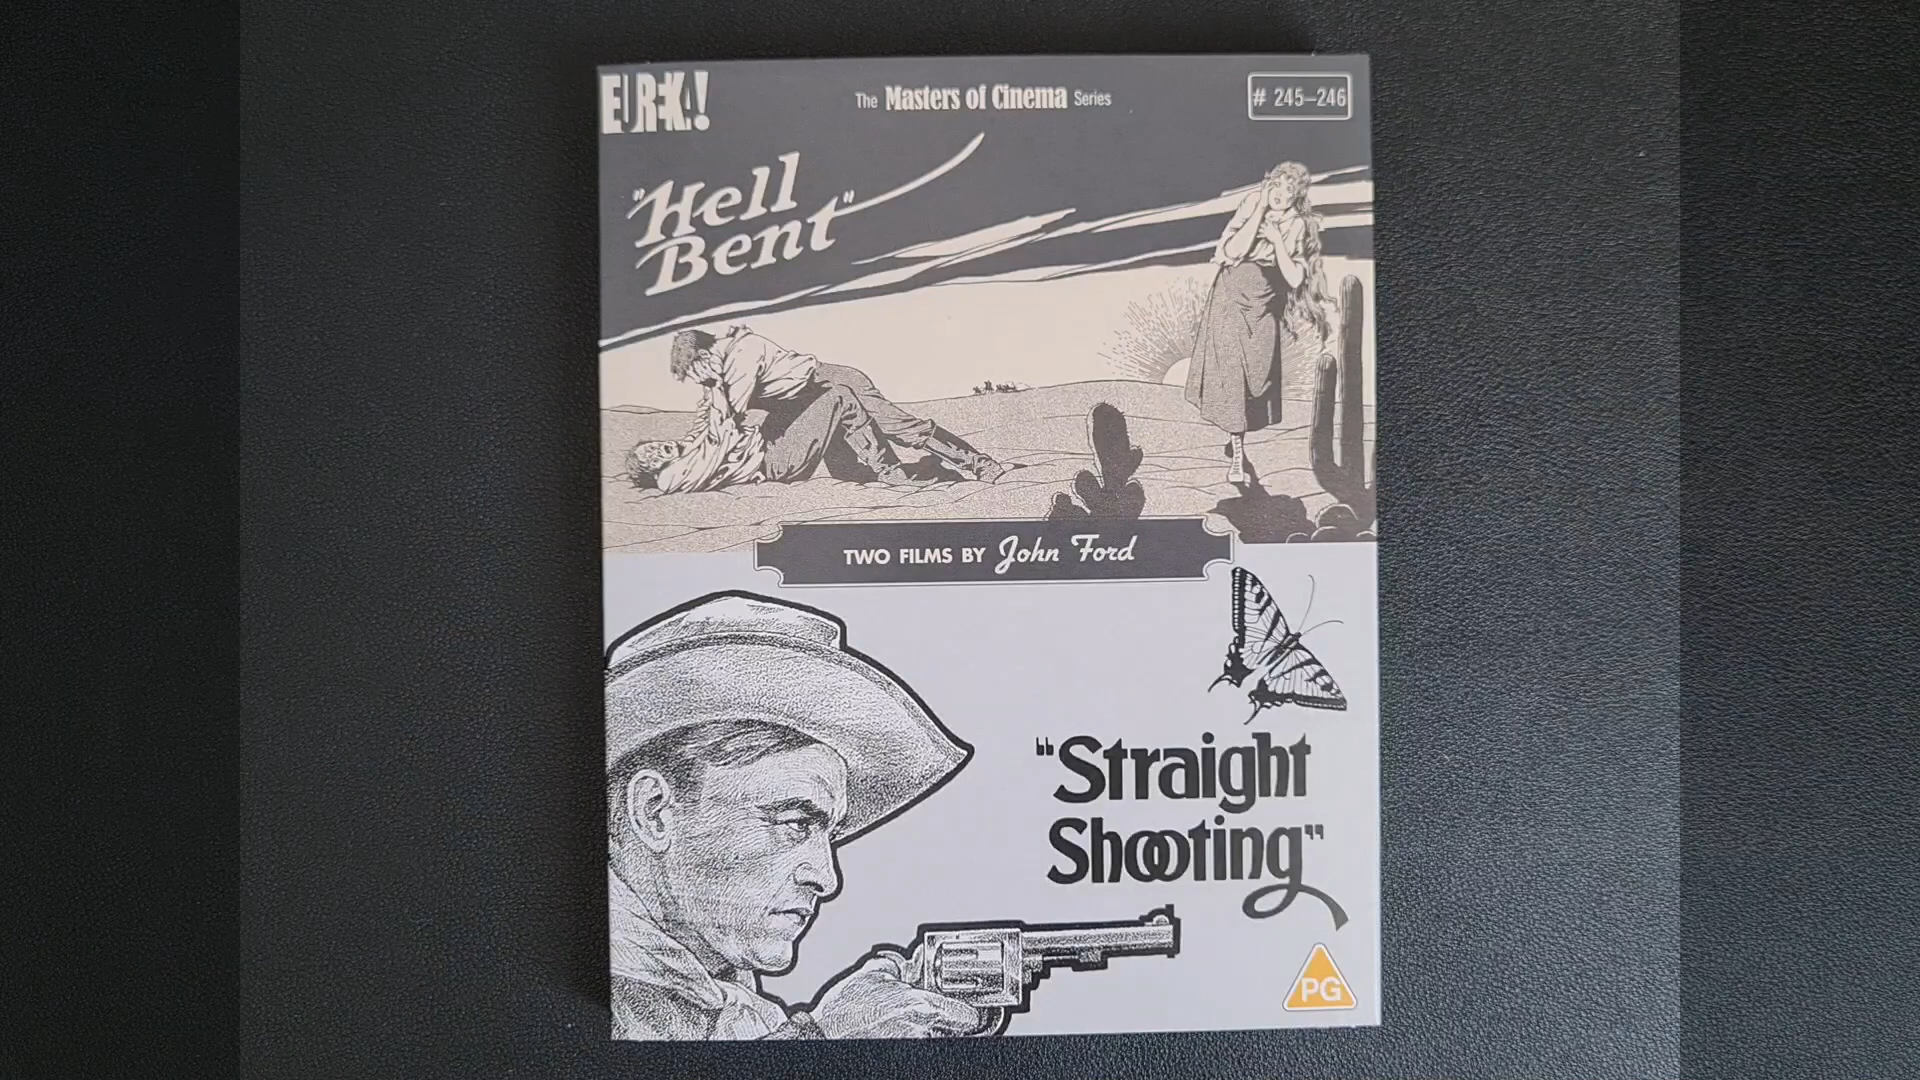 EUREKA!
The Masters of Cinema Series
# 245–246
"Hell
Bent"
TWO FILMS BY John Ford
"Straight
Shooting"
PG